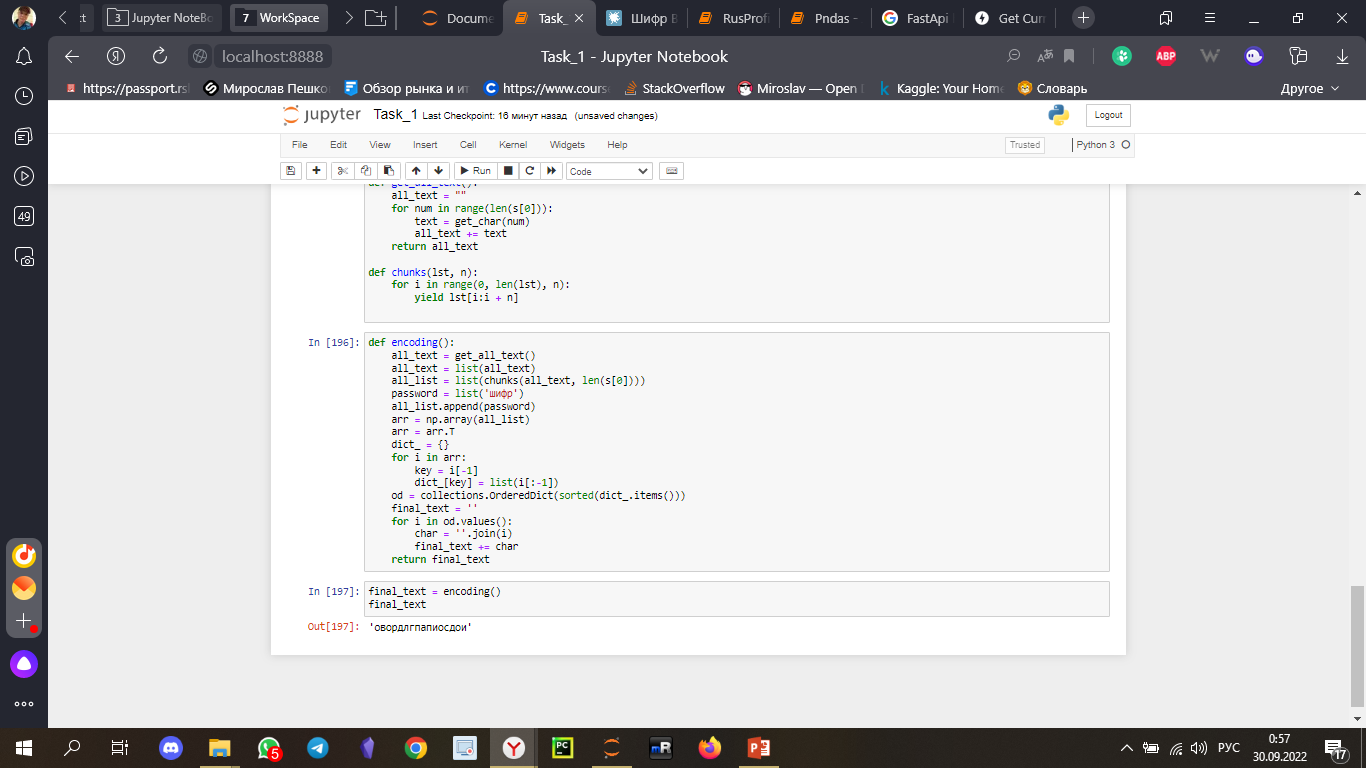 3 Jupyter NoteBo
7 WorkSpace
Docume
Task_
Шифр В
RusProfi
Pndas -
FastApi
Get Curr
localhost:8888
Task_1 - Jupyter Notebook
ABP
https://passport.rsl
Мирослав Пешко
Обзор рынка и ит
https://www.cours
StackOverflow
Miroslav — Open L
Kaggle: Your Home
Словарь
Другое
jupyter Task_1 Last Checkpoint: 16 минут назад (unsaved changes)
Logout
File Edit View Insert Cell Kernel Widgets Help
Trusted
Python 3
Run
Code
49
def get_all_text():
all_text = ""
for num in range(len(s[0])):
text = get_char(num)
all_text += text
return all_text
def chunks(lst, n):
for i in range(0, len(lst), n):
yield lst[i:i + n]
In [196]:
def encoding():
all_text = get_all_text()
all_text = list(all_text)
all_list = list(chunks(all_text, len(s[0])))
password = list('шифр')
all_list.append(password)
arr = np.array(all_list)
arr = arr.T
dict_ = {}
for i in arr:
key = i[-1]
dict_[key] = list(i[:-1])
od = collections.OrderedDict(sorted(dict_.items()))
final_text = ''
for i in od.values():
char = ''.join(i)
final_text += char
return final_text
In [197]:
final_text = encoding()
final_text
Out[197]: 'овордлгпапиосдои'
5
PC
mR
РУС
0:57
30.09.2022
17